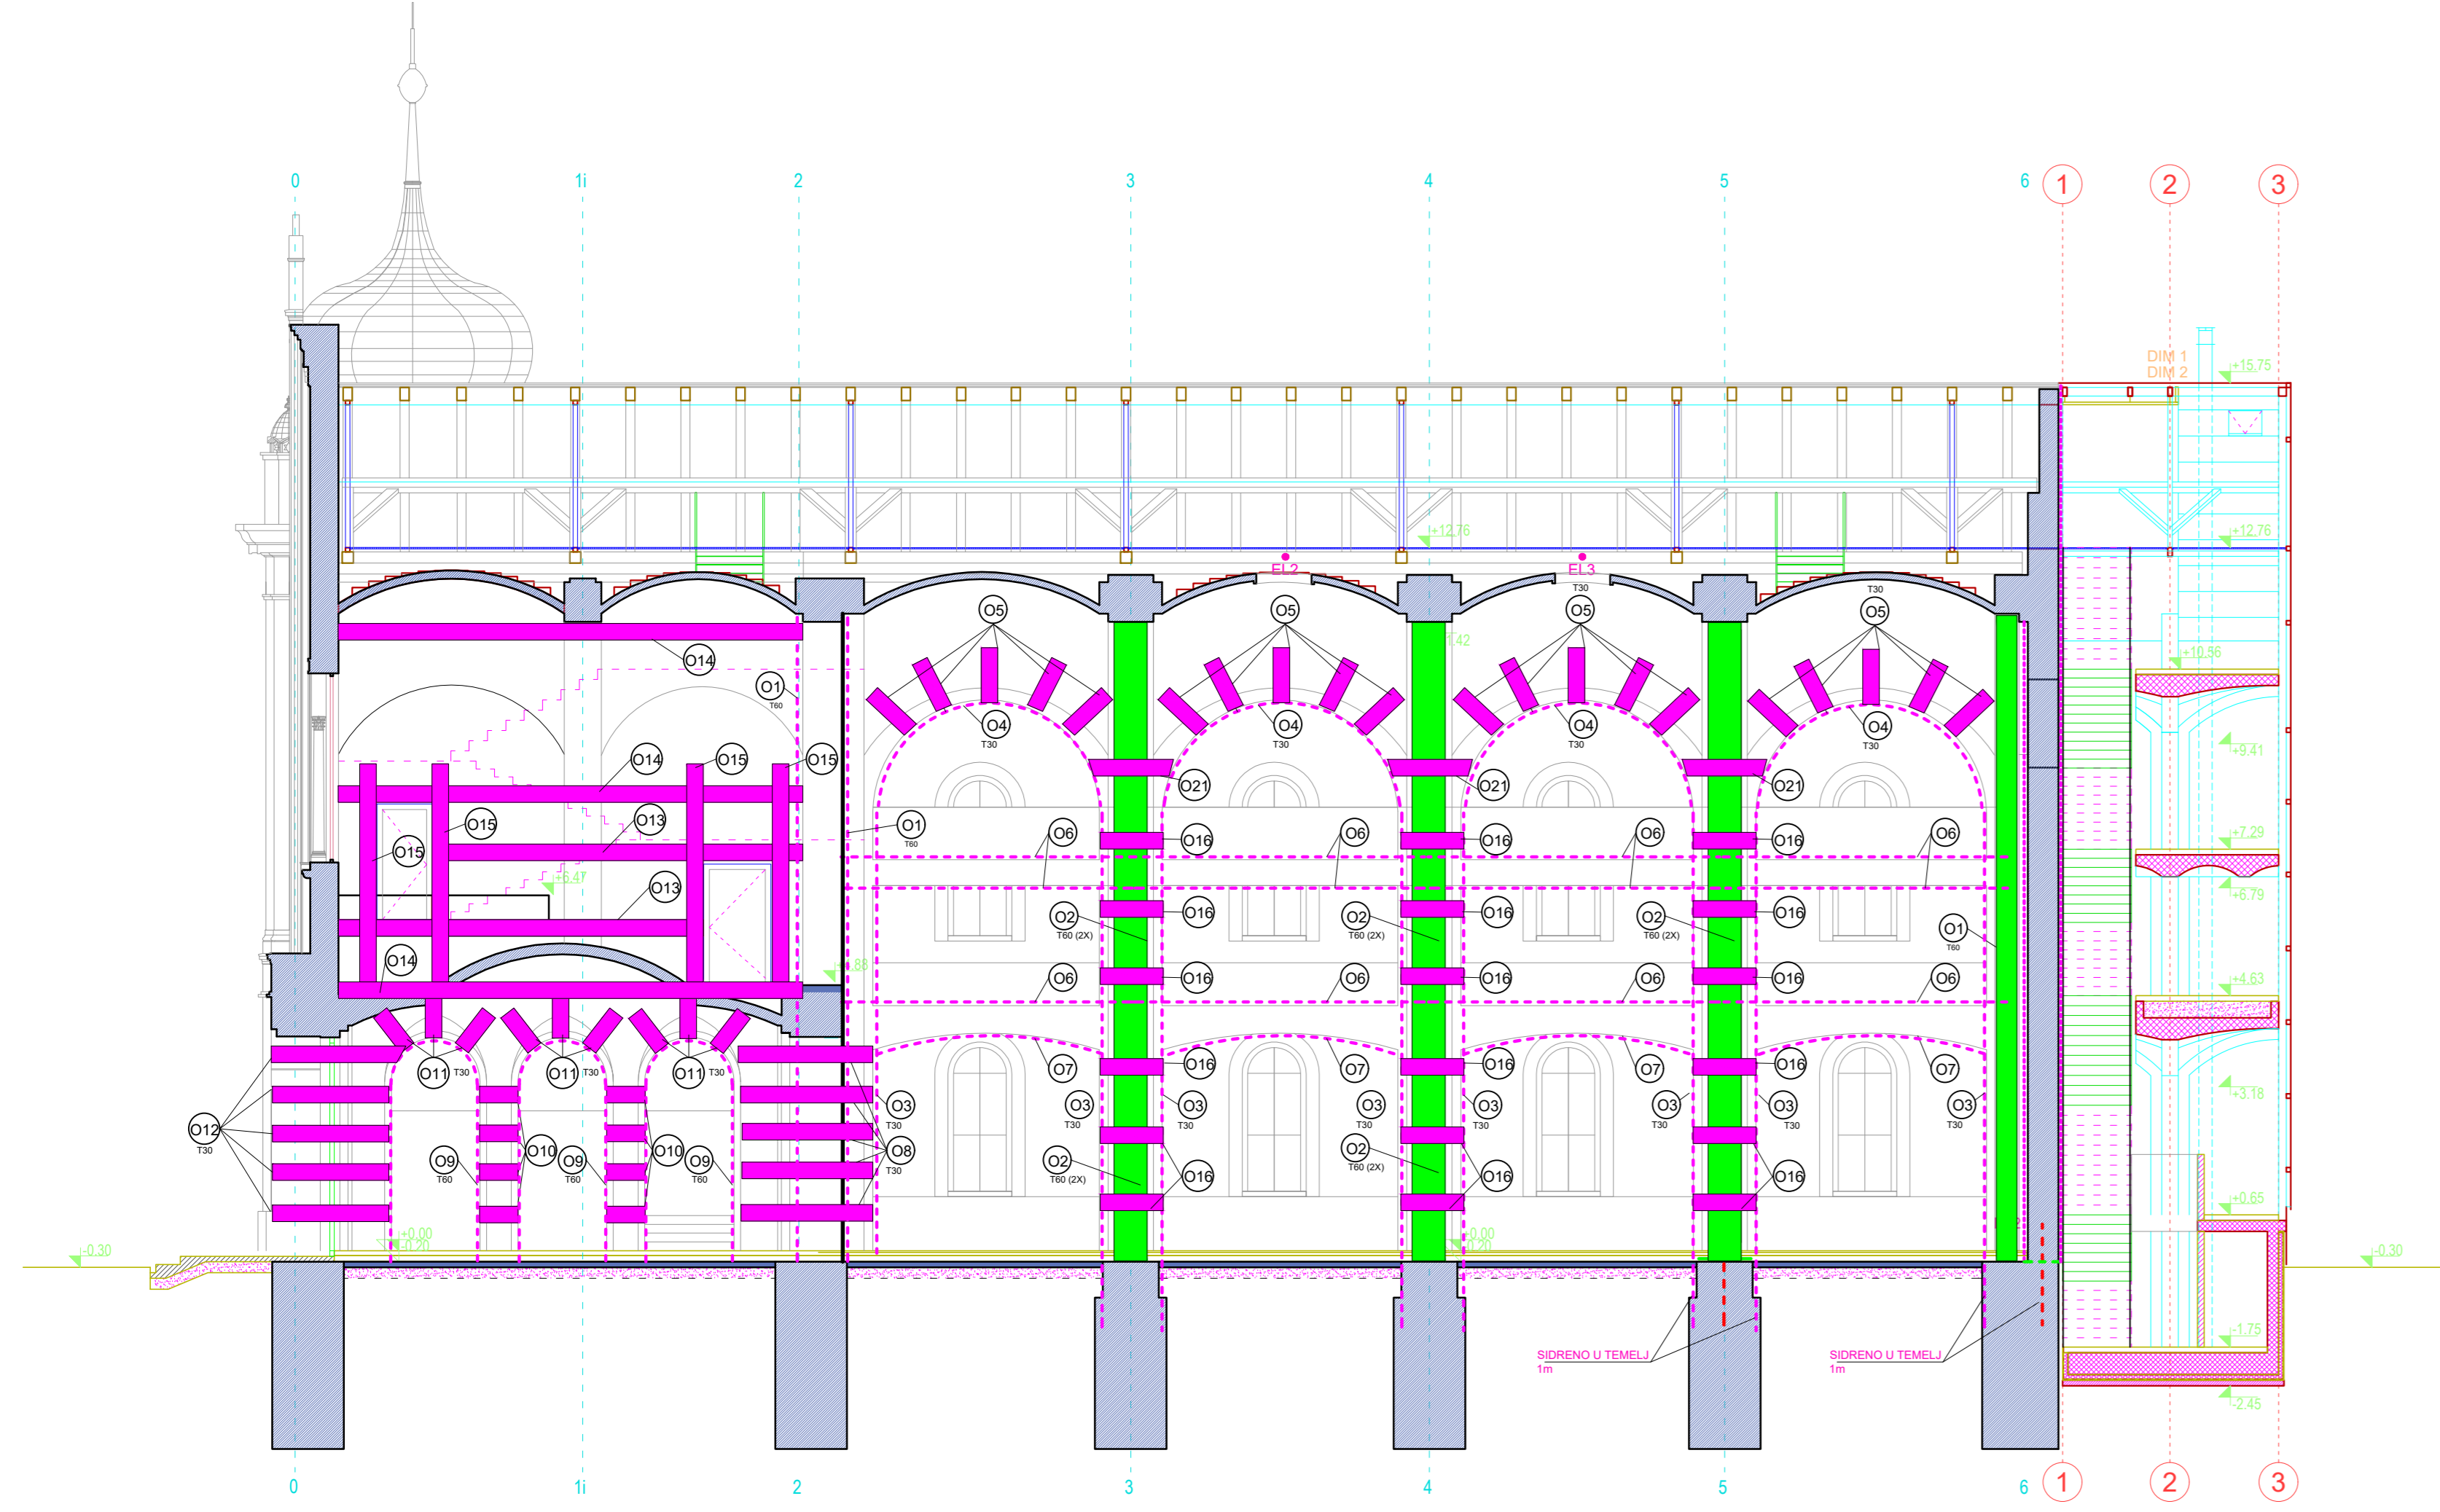 0 1i 2 3 4 5 6 1 2 3
DIM 1
DIM 2
+15.75
+12.76 +12.76
EL2 EL3
T30 T30
O5 O5 O5 O5
O14
+10.56
O1
T60
O4 O4 O4 O4
T30 T30 T30 T30
+9.41
O14 O15 O15
O21 O21 O21
O15 O13 O1
T60
O6 O16 O6 O16 O6 O16 O6
O15
+7.29
O13
+6.47
+6.79
O2 O16 O2 O16 O2 O16
T60 (2X) T60 (2X) T60 (2X)
O1
T60
O14
O6 O16 O6 O16 O6 O16 O6
+4.63
O11 T30 O11 T30 O11 T30
O7 O16 O7 O16 O7 O16 O7
+3.18
O3 O3 O3 O3 O3 O3 O3 O3
T30 T30 T30 T30 T30 T30 T30
O12
T30
O10 O10
O8
T30
O9 O9 O9
T60 T60 T60
O2 O2
T60 (2X) T60 (2X)
O16 O16 O16
+0.65
+0.00
-0.20
+0.00
-0.20
-0.30 -0.30
SIDRENO U TEMELJ
1m
SIDRENO U TEMELJ
1m
-1.75
-2.45
0 1i 2 3 4 5 6 1 2 3